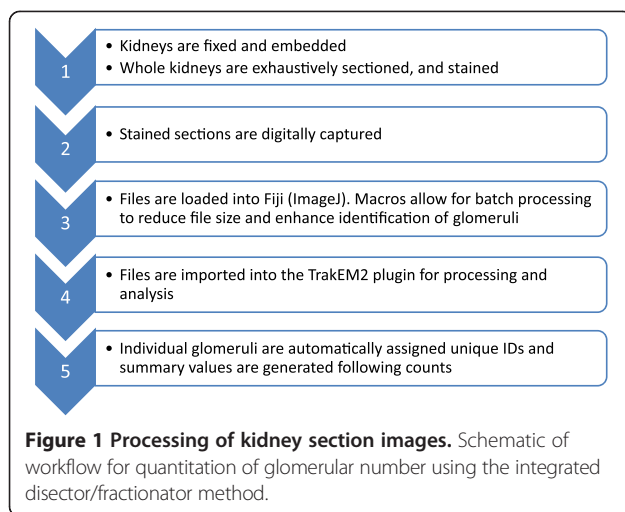 1
• Kidneys are fixed and embedded
• Whole kidneys are exhaustively sectioned, and stained
2
• Stained sections are digitally captured
3
• Files are loaded into Fiji (ImageJ). Macros allow for batch processing
to reduce file size and enhance identification of glomeruli
4
• Files are imported into the TrakEM2 plugin for processing and
analysis
5
• Individual glomeruli are automatically assigned unique IDs and
summary values are generated following counts
Figure 1 Processing of kidney section images. Schematic of
workflow for quantitation of glomerular number using the integrated
disector/fractionator method.